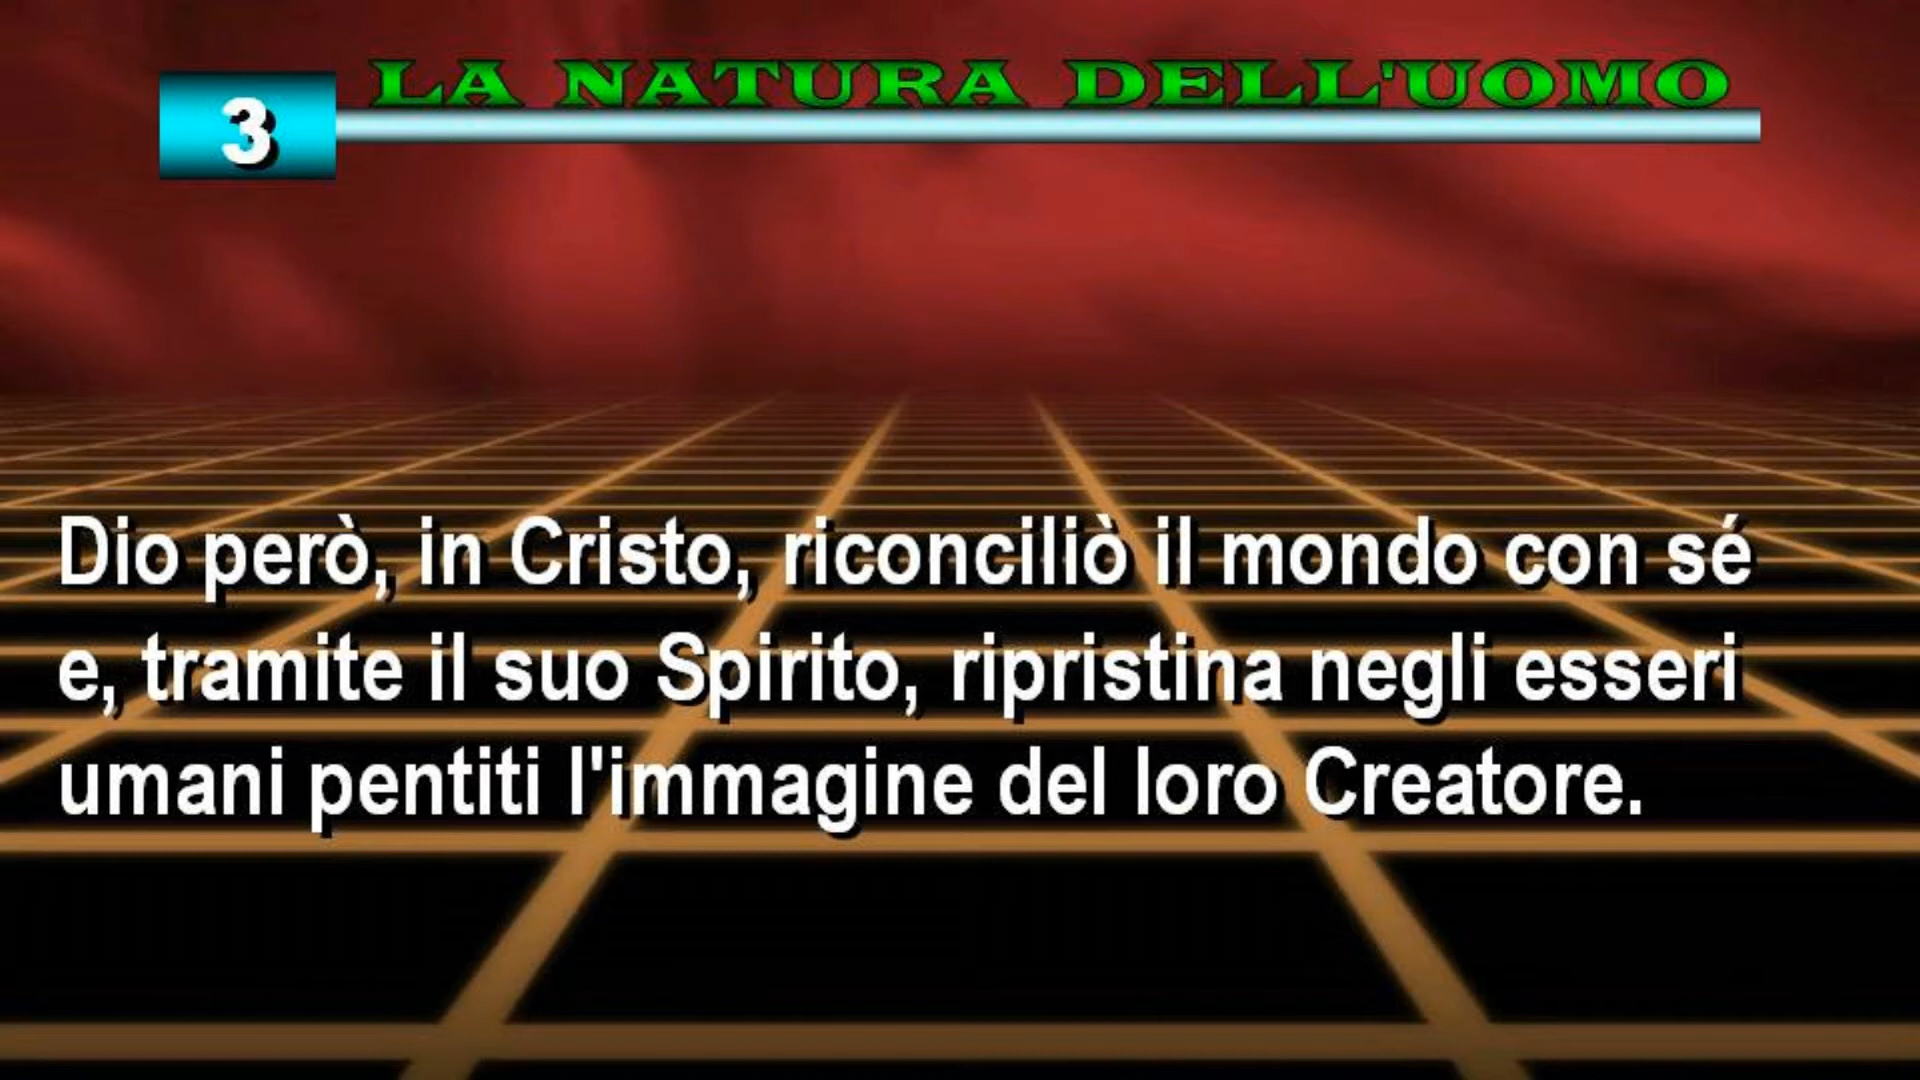 LA NATURA DELL'UOMO
3
Dio però, in Cristo, riconciliò il mondo con sé
e, tramite il suo Spirito, ripristina negli esseri
umani pentiti l'immagine del loro Creatore.